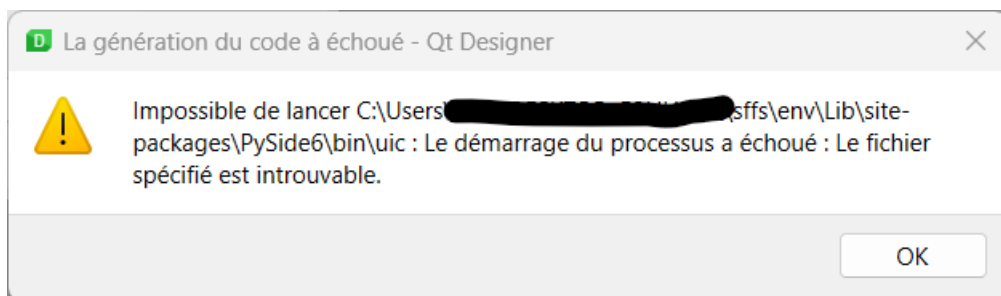 La génération du code à échoué - Qt Designer
Impossible de lancer C:\Users\sffs\env\Lib\site-
packages\PySide6\bin\uic : Le démarrage du processus a échoué : Le fichier
spécifié est introuvable.
OK